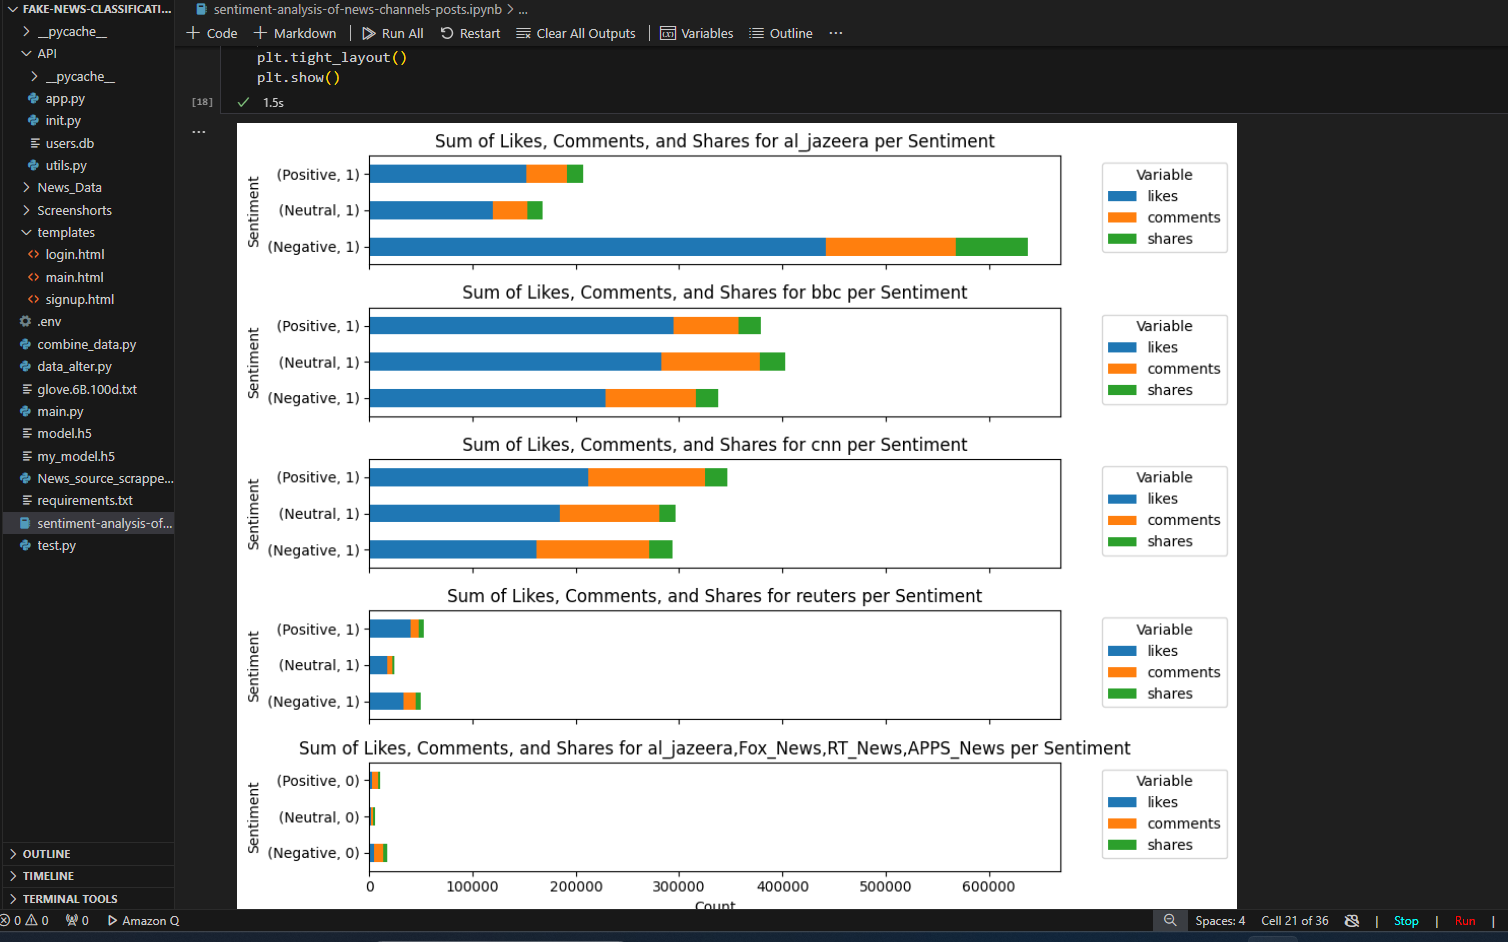 FAKE-NEWS-CLASSIFICATI...
__pycache__
API
__pycache__
app.py
init.py
users.db
utils.py
News_Data
Screenshorts
templates
login.html
main.html
signup.html
.env
combine_data.py
data_alter.py
glove.6B.100d.txt
main.py
model.h5
my_model.h5
News_source_scrappe...
requirements.txt
sentiment-analysis-of...
test.py
OUTLINE
TIMELINE
TERMINAL TOOLS
sentiment-analysis-of-news-channels-posts.ipynb > ...
+ Code + Markdown | Run All Restart Clear All Outputs | Variables Outline ...
plt.tight_layout()
plt.show()
[18] 1.5s
...
Sum of Likes, Comments, and Shares for al_jazeera per Sentiment
Sentiment
(Positive, 1)
(Neutral, 1)
(Negative, 1)
Variable
likes
comments
shares
Sum of Likes, Comments, and Shares for bbc per Sentiment
Sentiment
(Positive, 1)
(Neutral, 1)
(Negative, 1)
Variable
likes
comments
shares
Sum of Likes, Comments, and Shares for cnn per Sentiment
Sentiment
(Positive, 1)
(Neutral, 1)
(Negative, 1)
Variable
likes
comments
shares
Sum of Likes, Comments, and Shares for reuters per Sentiment
Sentiment
(Positive, 1)
(Neutral, 1)
(Negative, 1)
Variable
likes
comments
shares
Sum of Likes, Comments, and Shares for al_jazeera,Fox_News,RT_News,APPS_News per Sentiment
Sentiment
(Positive, 0)
(Neutral, 0)
(Negative, 0)
Variable
likes
comments
shares
0 100000 200000 300000 400000 500000 600000
Count
0 0 0 Amazon Q Spaces: 4 Cell 21 of 36 | Stop | Run |